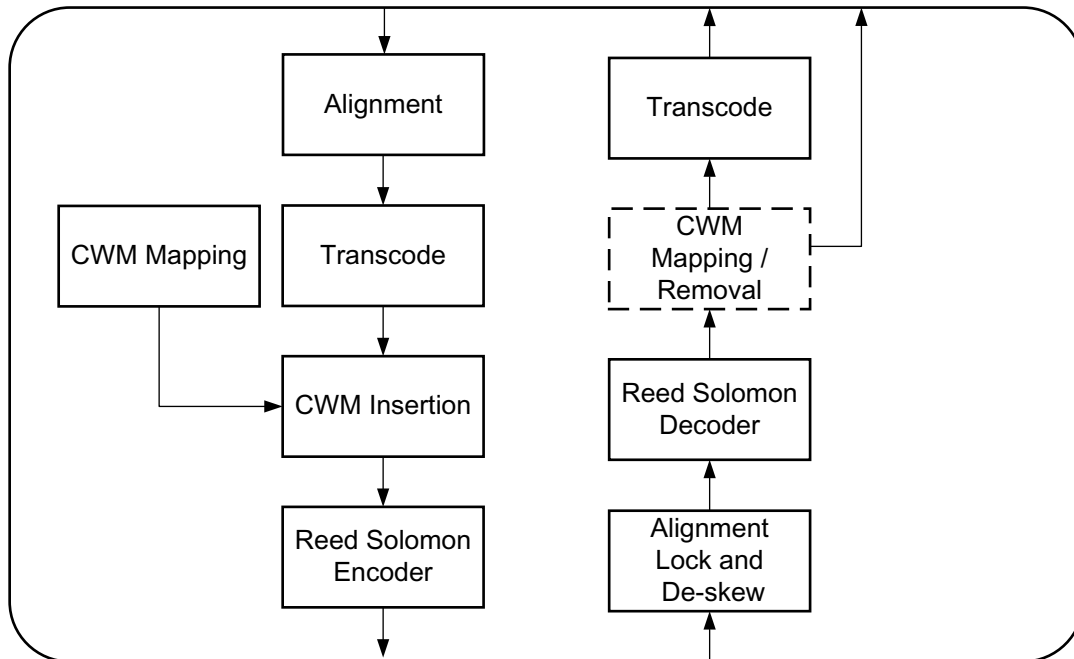 Alignment
Transcode
CWM Mapping
Transcode
CWM
Mapping /
Removal
CWM Insertion
Reed Solomon
Decoder
Reed Solomon
Encoder
Alignment
Lock and
De-skew